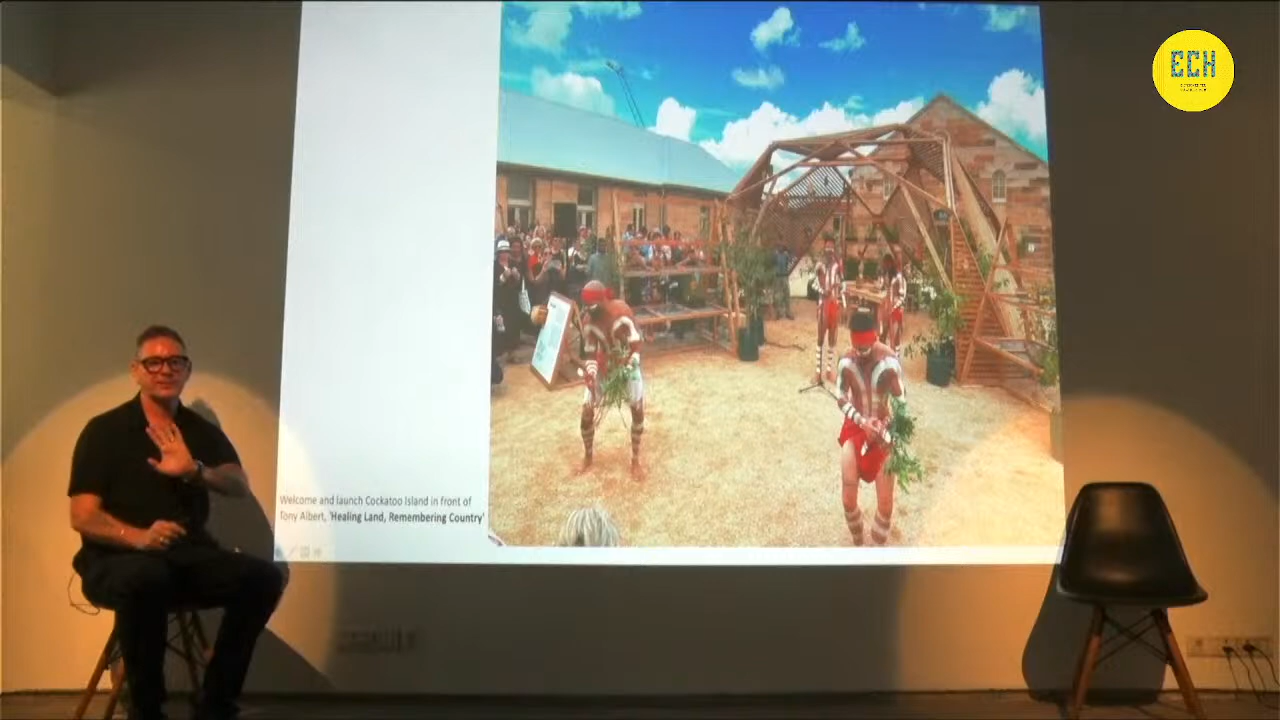 ECH
Welcome and launch Cockatoo Island in front of
Tony Albert, 'Healing Land, Remembering Country'